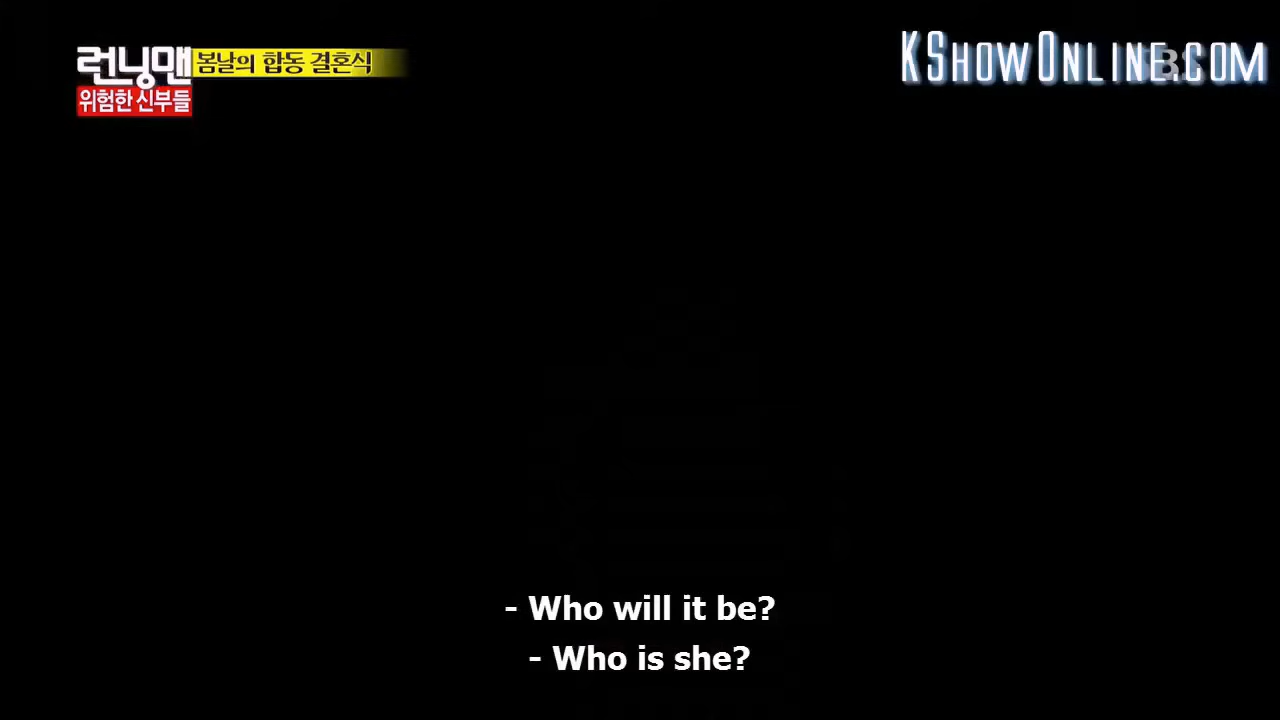 런닝맨 봄날의 합동 결혼식
위험한 신부들
KSHOWONLINE.COM
- Who will it be?
- Who is she?